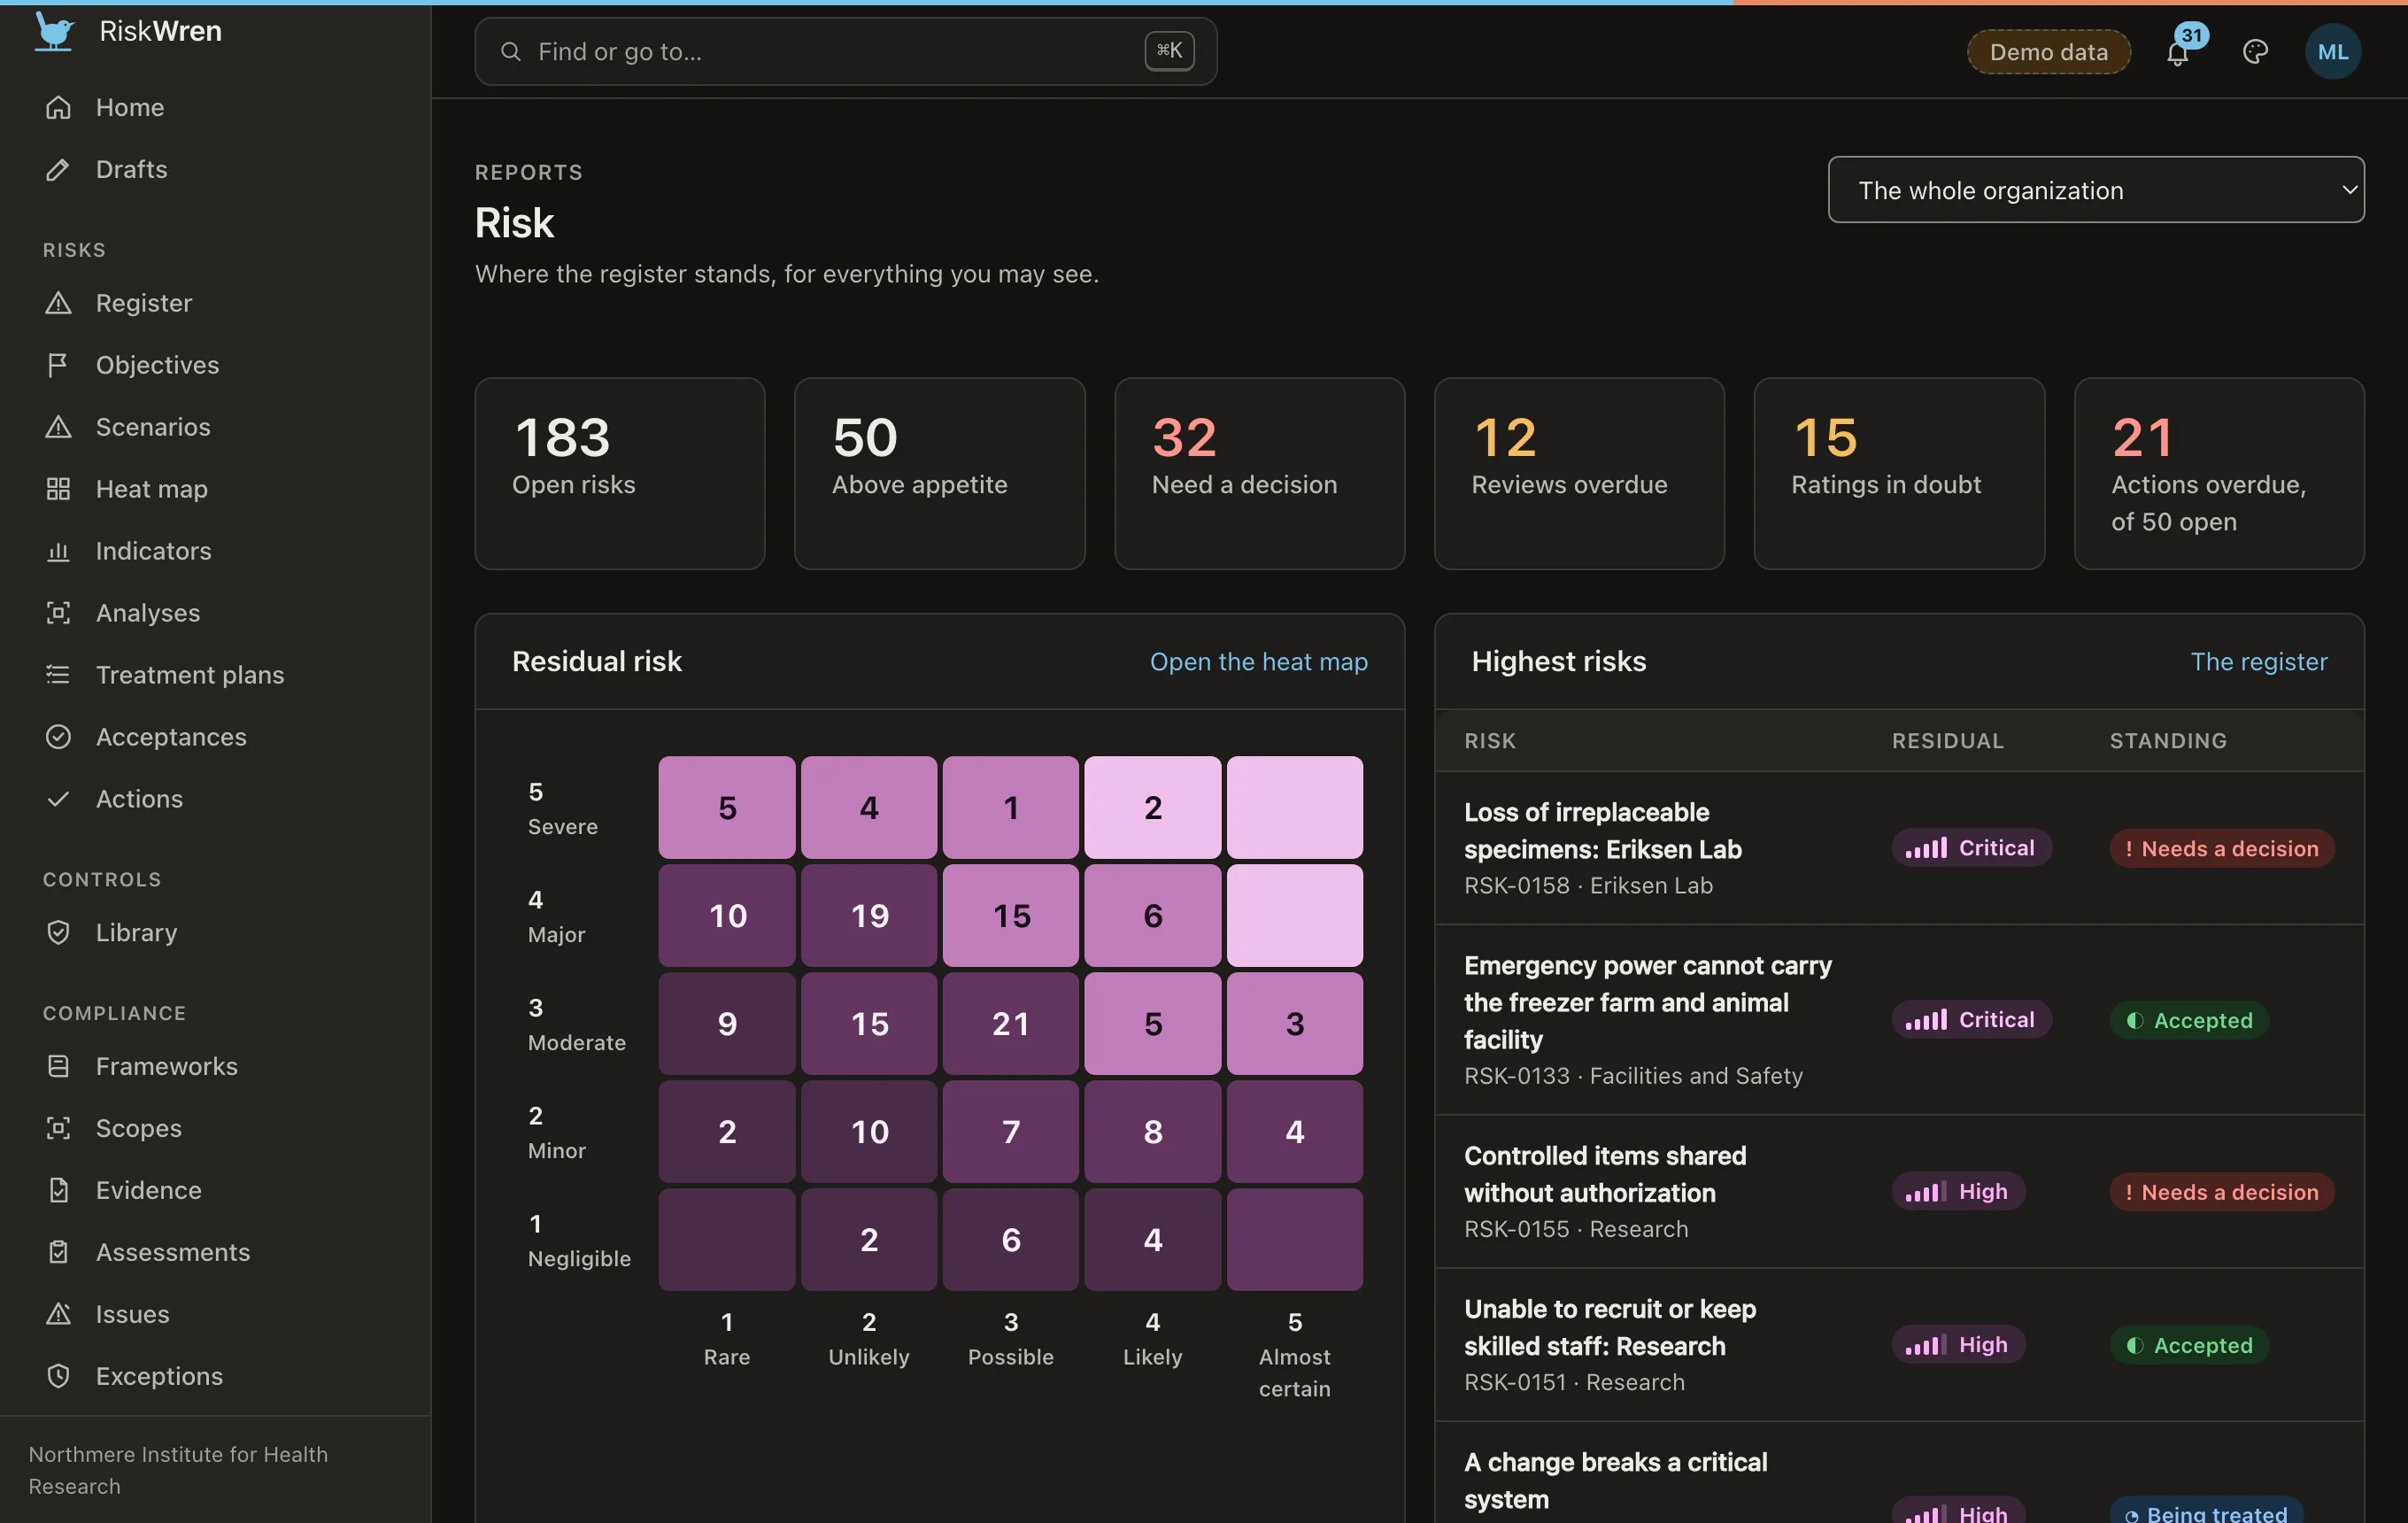 RiskWren
Find or go to...
⌘K
Demo data
31
ML
Home
Drafts
RISKS
Register
Objectives
Scenarios
Heat map
Indicators
Analyses
Treatment plans
Acceptances
Actions
CONTROLS
Library
COMPLIANCE
Frameworks
Scopes
Evidence
Assessments
Issues
Exceptions
Northmere Institute for Health
Research
REPORTS
Risk
Where the register stands, for everything you may see.
The whole organization
183
Open risks
50
Above appetite
32
Need a decision
12
Reviews overdue
15
Ratings in doubt
21
Actions overdue,
of 50 open
Residual risk
Open the heat map
5
Severe
5 4 1 2
4
Major
10 19 15 6
3
Moderate
9 15 21 5 3
2
Minor
2 10 7 8 4
1
Negligible
2 6 4
1 2 3 4 5
Rare Unlikely Possible Likely Almost
certain
Highest risks
The register
RISK RESIDUAL STANDING
Loss of irreplaceable
specimens: Eriksen Lab
RSK-0158 · Eriksen Lab
Critical
! Needs a decision
Emergency power cannot carry
the freezer farm and animal
facility
RSK-0133 · Facilities and Safety
Critical
Accepted
Controlled items shared
without authorization
RSK-0155 · Research
High
! Needs a decision
Unable to recruit or keep
skilled staff: Research
RSK-0151 · Research
High
Accepted
A change breaks a critical
system
High
Being treated